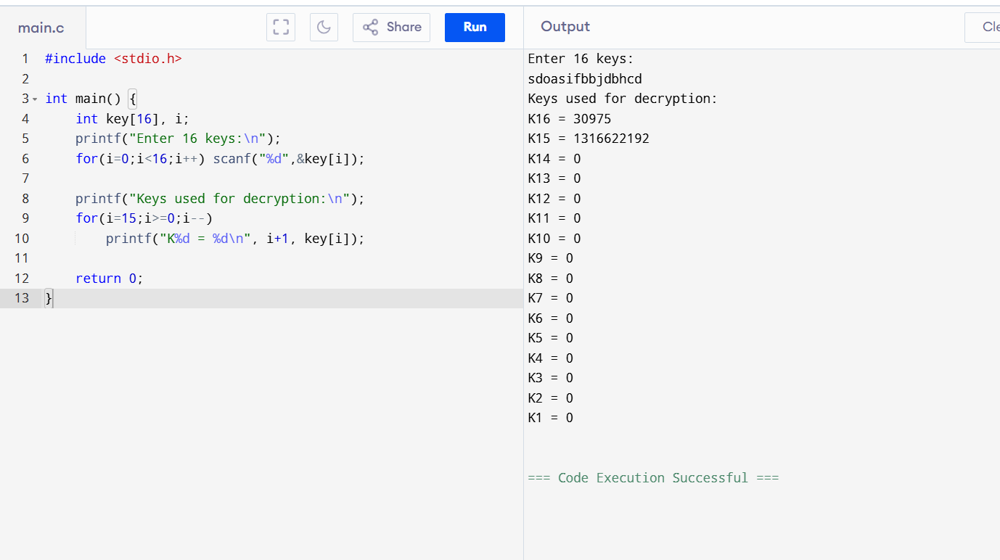 main.c
Share
Run
1 #include <stdio.h>
2
3 int main() {
4     int key[16], i;
5     printf("Enter 16 keys:\n");
6     for(i=0;i<16;i++) scanf("%d",&key[i]);
7
8     printf("Keys used for decryption:\n");
9     for(i=15;i>=0;i--)
10         printf("K%d = %d\n", i+1, key[i]);
11
12     return 0;
13 }
Output
Cle
Enter 16 keys:
sdoasifbbjdbhcd
Keys used for decryption:
K16 = 30975
K15 = 1316622192
K14 = 0
K13 = 0
K12 = 0
K11 = 0
K10 = 0
K9 = 0
K8 = 0
K7 = 0
K6 = 0
K5 = 0
K4 = 0
K3 = 0
K2 = 0
K1 = 0
=== Code Execution Successful ===